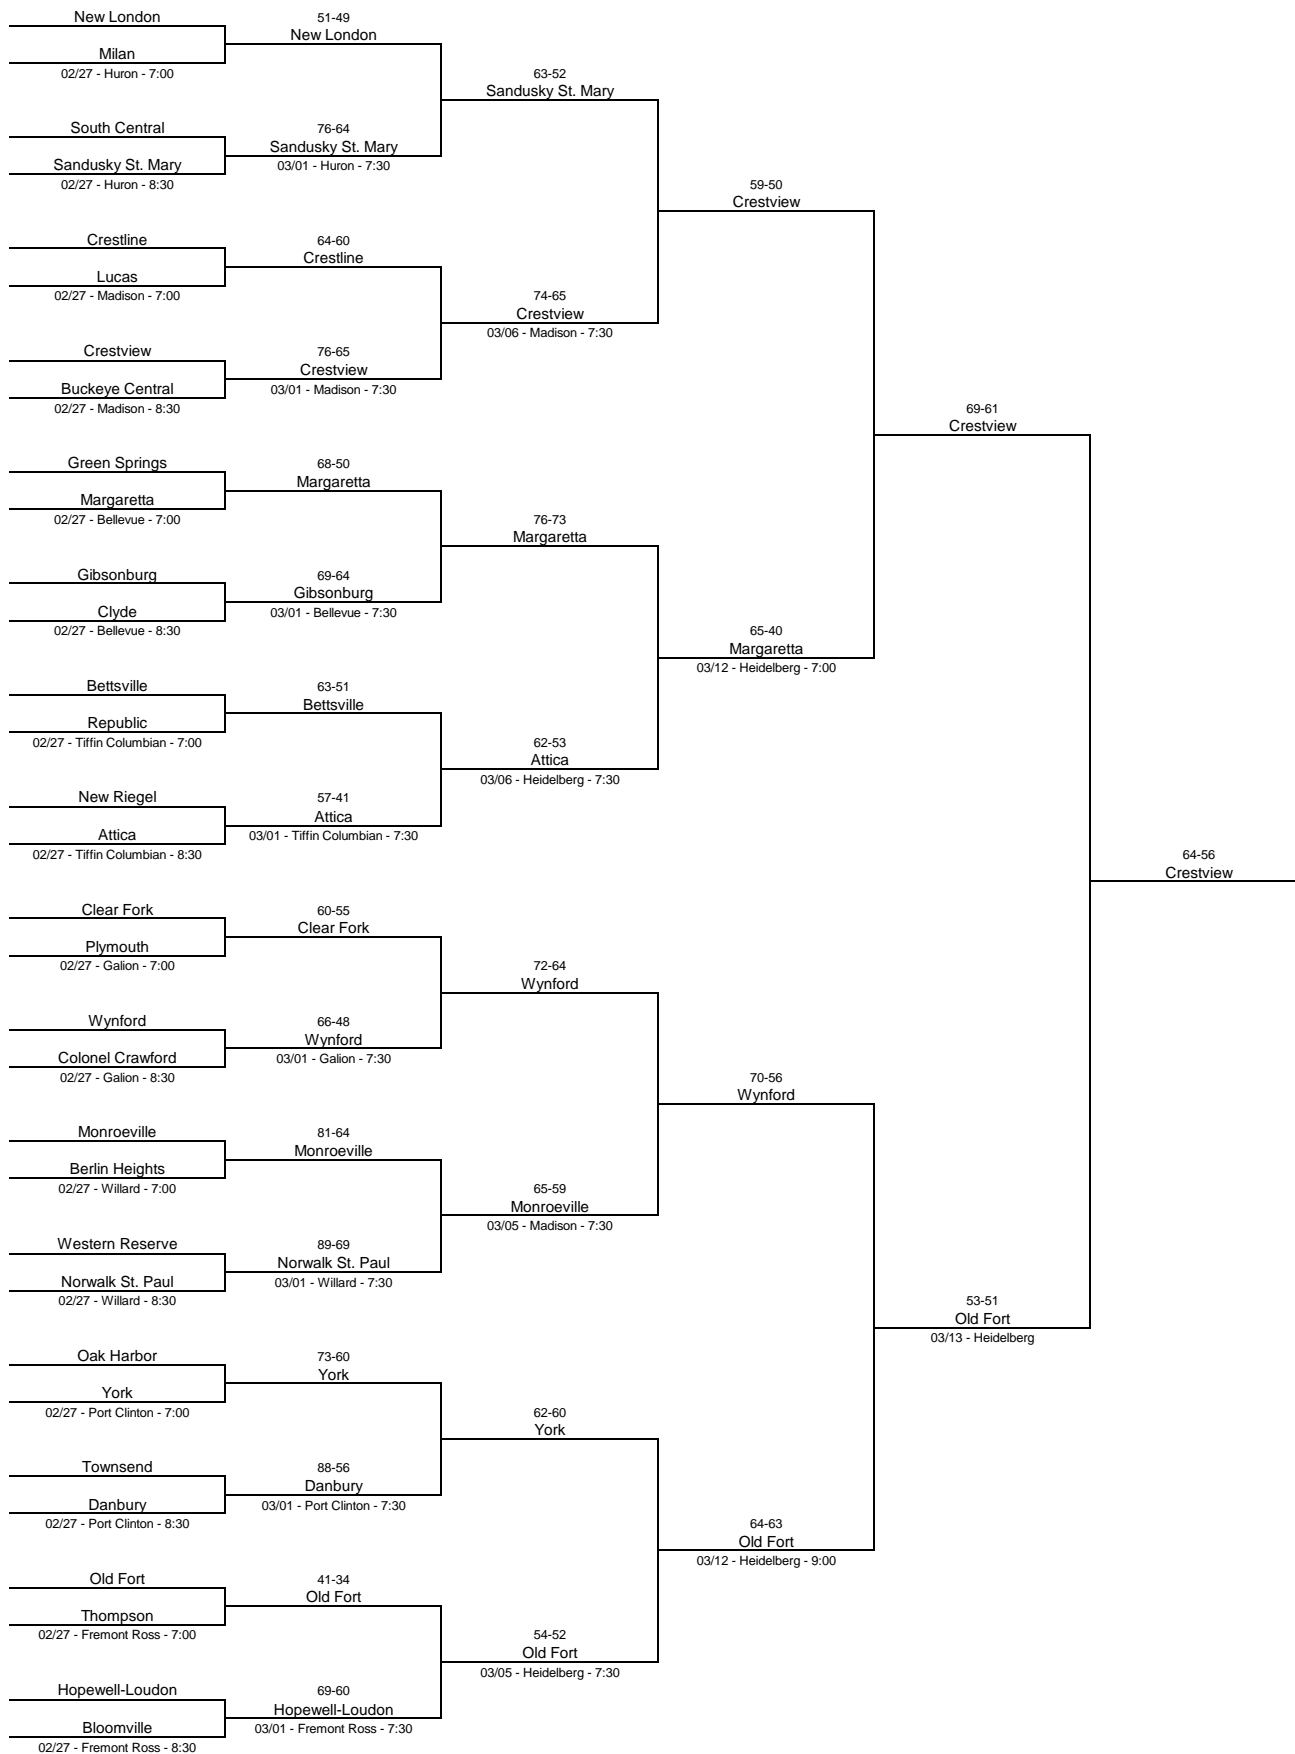 New London
Milan
02/27 - Huron - 7:00
South Central
Sandusky St. Mary
02/27 - Huron - 8:30
Crestline
Lucas
02/27 - Madison - 7:00
Crestview
Buckeye Central
02/27 - Madison - 8:30
Green Springs
Margaretta
02/27 - Bellevue - 7:00
Gibsonburg
Clyde
02/27 - Bellevue - 8:30
Bettsville
Republic
02/27 - Tiffin Columbian - 7:00
New Riegel
Attica
02/27 - Tiffin Columbian - 8:30
Clear Fork
Plymouth
02/27 - Galion - 7:00
Wynford
Colonel Crawford
02/27 - Galion - 8:30
Monroeville
Berlin Heights
02/27 - Willard - 7:00
Western Reserve
Norwalk St. Paul
02/27 - Willard - 8:30
Oak Harbor
York
02/27 - Port Clinton - 7:00
Townsend
Danbury
02/27 - Port Clinton - 8:30
Old Fort
Thompson
02/27 - Fremont Ross - 7:00
Hopewell-Loudon
Bloomville
02/27 - Fremont Ross - 8:30
51-49
New London
76-64
Sandusky St. Mary
03/01 - Huron - 7:30
64-60
Crestline
76-65
Crestview
03/01 - Madison - 7:30
68-50
Margaretta
69-64
Gibsonburg
03/01 - Bellevue - 7:30
63-51
Bettsville
57-41
Attica
03/01 - Tiffin Columbian - 7:30
60-55
Clear Fork
66-48
Wynford
03/01 - Galion - 7:30
81-64
Monroeville
89-69
Norwalk St. Paul
03/01 - Willard - 7:30
73-60
York
88-56
Danbury
03/01 - Port Clinton - 7:30
41-34
Old Fort
69-60
Hopewell-Loudon
03/01 - Fremont Ross - 7:30
63-52
Sandusky St. Mary
74-65
Crestview
03/06 - Madison - 7:30
76-73
Margaretta
62-53
Attica
03/06 - Heidelberg - 7:30
72-64
Wynford
65-59
Monroeville
03/05 - Madison - 7:30
62-60
York
54-52
Old Fort
03/05 - Heidelberg - 7:30
59-50
Crestview
65-40
Margaretta
03/12 - Heidelberg - 7:00
70-56
Wynford
64-63
Old Fort
03/12 - Heidelberg - 9:00
69-61
Crestview
53-51
Old Fort
03/13 - Heidelberg
64-56
Crestview